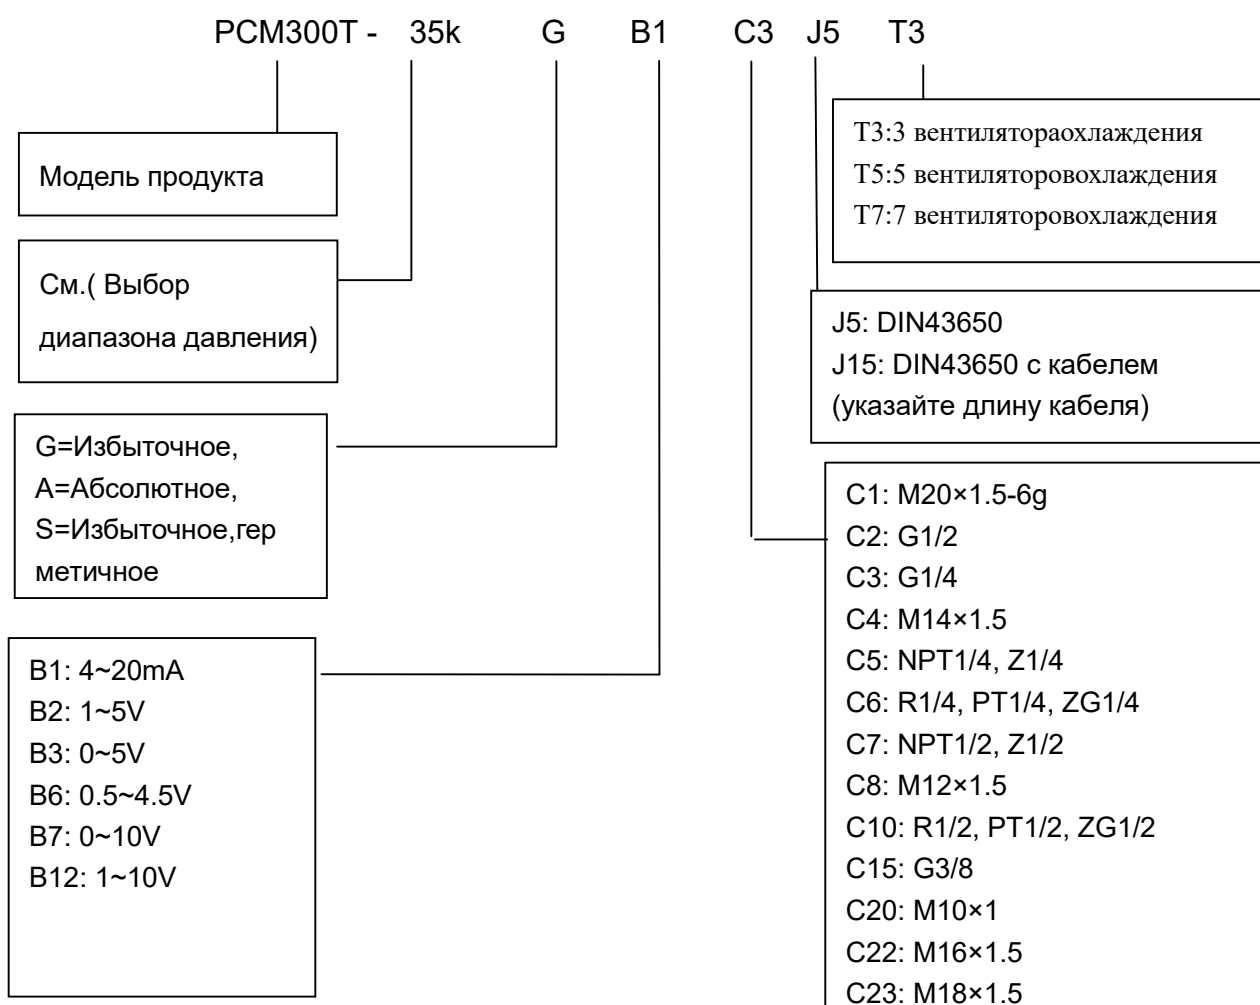 PCM300T - 35k G B1 C3 J5 T3
Модель продукта
См.( Выбор
диапазона давления)
G=Избыточное,
A=Абсолютное,
S=Избыточное,гер
метичное
B1: 4~20mA
B2: 1~5V
B3: 0~5V
B6: 0.5~4.5V
B7: 0~10V
B12: 1~10V
T3:3 вентилятораохлаждения
T5:5 вентиляторовохлаждения
T7:7 вентиляторовохлаждения
J5: DIN43650
J15: DIN43650 с кабелем
(указайте длину кабеля)
C1: M20×1.5-6g
C2: G1/2
C3: G1/4
C4: M14×1.5
C5: NPT1/4, Z1/4
C6: R1/4, PT1/4, ZG1/4
C7: NPT1/2, Z1/2
C8: M12×1.5
C10: R1/2, PT1/2, ZG1/2
C15: G3/8
C20: M10×1
C22: M16×1.5
C23: M18×1.5